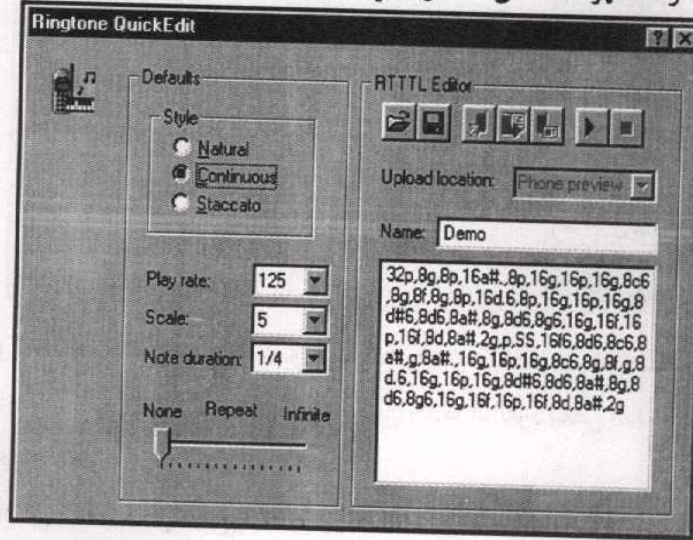 Ringtone QuickEdit
Defaults
Style
Natural
Continuous
Staccato
Play rate: 125
Scale: 5
Note duration: 1/4
None Repeat Infinite
RTTTL Editor
Upload location: Phone preview
Name: Demo
32p,8g,8p,16a#.,8p,16g,16p,16g,8c6
,8g,8f,8g,8p,16d.6,8p,16g,16p,16g,8
d#6,8d6,8a#,8g,8d6,8g6,16g,16f,16
p,16f,8d,8a#,2g,p,SS,16f6,8d6,8c6,8
a#,g,8a#.,16g,16p,16g,8c6,8g,8f,g,8
d.6,16g,16p,16g,8d#6,8d6,8a#,8g,8
d6,8g6,16g,16f,16p,16f,8d,8a#,2g